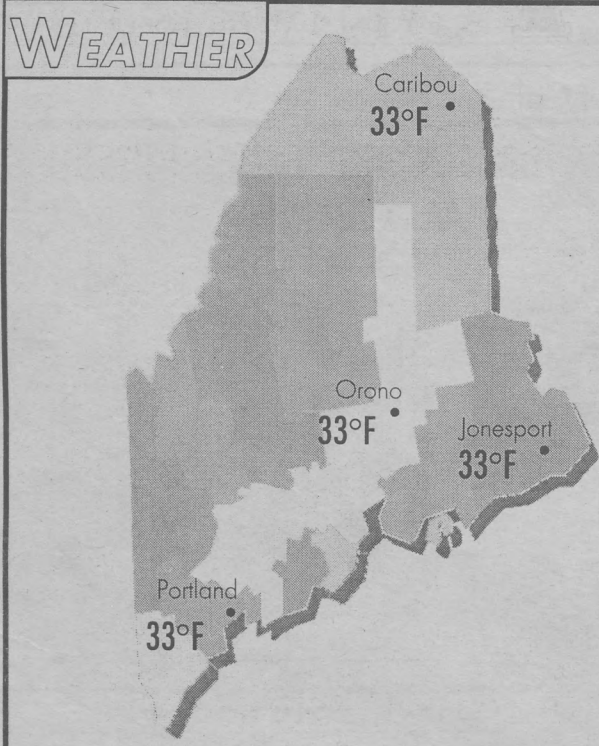 WEATHER
Caribou
33°F
Orono
33°F
Jonesport
33°F
Portland
33°F